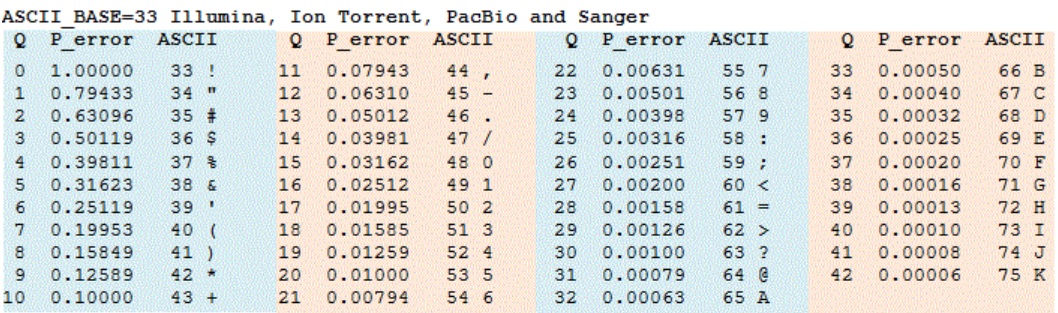 ASCII_BASE=33 Illumina, Ion Torrent, PacBio and Sanger
Q P_error ASCII Q P_error ASCII Q P_error ASCII Q P_error ASCII
0 1.00000 33 ! 11 0.07943 44 , 22 0.00631 55 7 33 0.00050 66 B
1 0.79433 34 " 12 0.06310 45 - 23 0.00501 56 8 34 0.00040 67 C
2 0.63096 35 # 13 0.05012 46 . 24 0.00398 57 9 35 0.00032 68 D
3 0.50119 36 $ 14 0.03981 47 / 25 0.00316 58 : 36 0.00025 69 E
4 0.39811 37 % 15 0.03162 48 0 26 0.00251 59 ; 37 0.00020 70 F
5 0.31623 38 & 16 0.02512 49 1 27 0.00200 60 < 38 0.00016 71 G
6 0.25119 39 ' 17 0.01995 50 2 28 0.00158 61 = 39 0.00013 72 H
7 0.19953 40 ( 18 0.01585 51 3 29 0.00126 62 > 40 0.00010 73 I
8 0.15849 41 ) 19 0.01259 52 4 30 0.00100 63 ? 41 0.00008 74 J
9 0.12589 42 * 20 0.01000 53 5 31 0.00079 64 @ 42 0.00006 75 K
10 0.10000 43 + 21 0.00794 54 6 32 0.00063 65 A